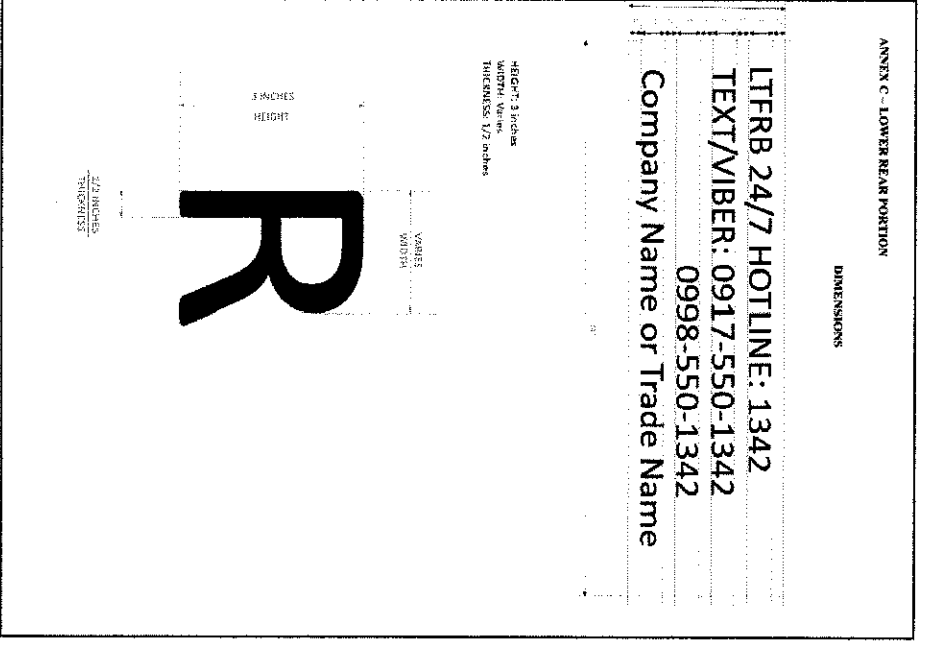 ANNEX C – LOWER REAR PORTION
DIMENSIONS
LTFRB 24/7 HOTLINE: 1342
TEXT/VIBER: 0917-550-1342
0998-550-1342
Company Name or Trade Name
HEIGHT: 3 inches
WIDTH: Varies
THICKNESS: 1/2 inches
VARIES
WIDTH
3 INCHES
HEIGHT
R
1/2 INCHES
THICKNESS